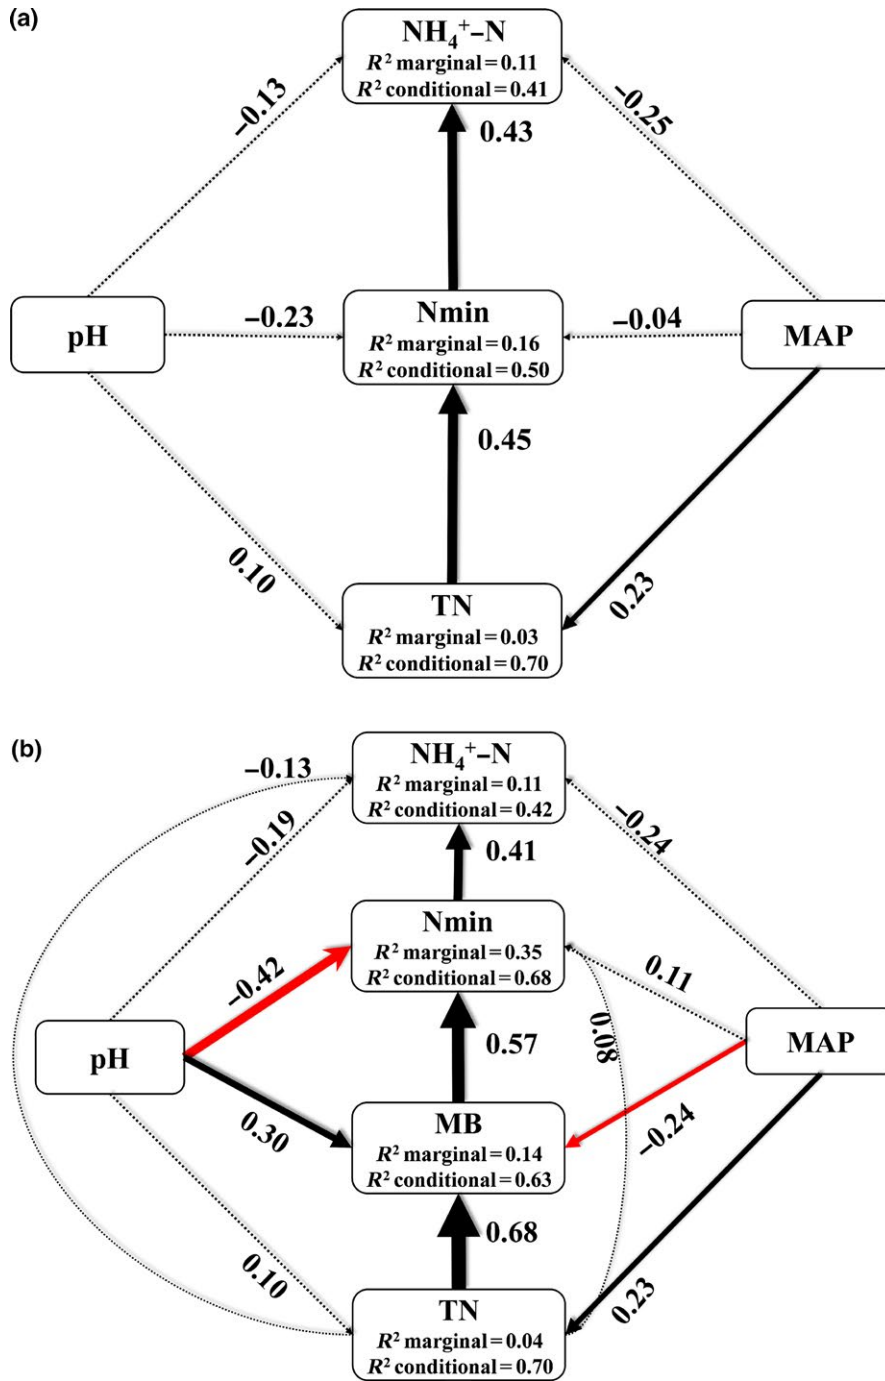 (a)
NH₄⁺–N
R² marginal = 0.11
R² conditional = 0.41
–0.13
–0.25
0.43
pH
–0.23
Nmin
R² marginal = 0.16
R² conditional = 0.50
–0.04
MAP
0.45
0.10
TN
R² marginal = 0.03
R² conditional = 0.70
0.23
(b)
–0.13
NH₄⁺–N
R² marginal = 0.11
R² conditional = 0.42
–0.19
–0.24
0.41
Nmin
R² marginal = 0.35
R² conditional = 0.68
–0.42
0.11
pH
0.57
0.08
MAP
0.30
MB
R² marginal = 0.14
R² conditional = 0.63
–0.24
0.68
0.10
TN
R² marginal = 0.04
R² conditional = 0.70
0.23